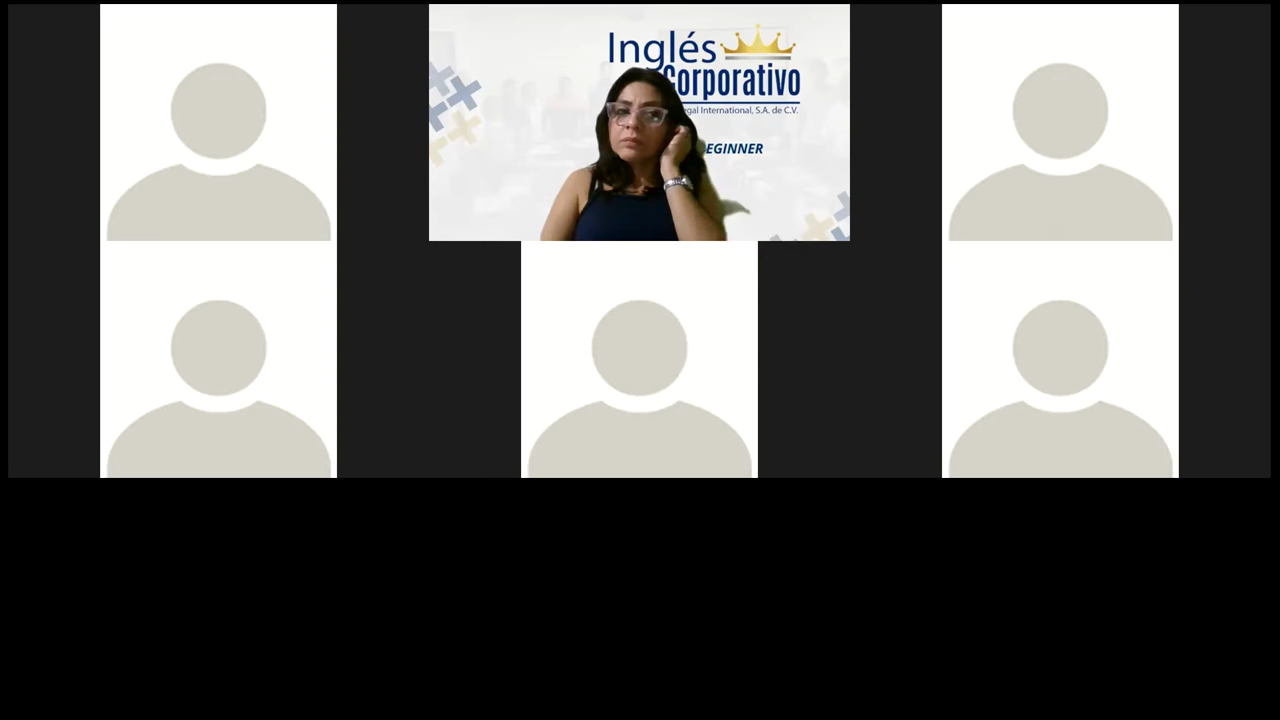 Inglés
Corporativo
egal International, S.A. de C.V.
EGINNER